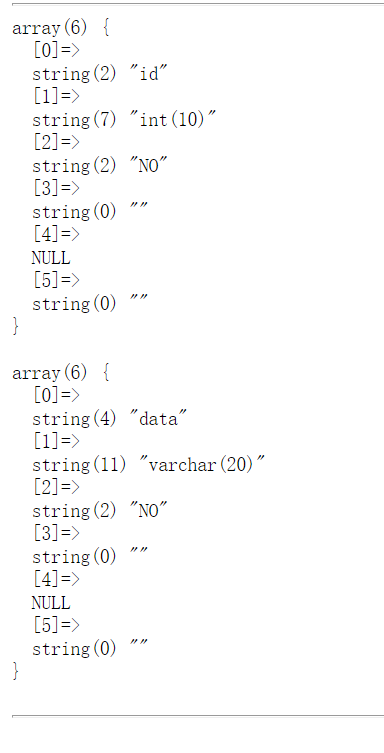 array(6) {
  [0]=>
  string(2) "id"
  [1]=>
  string(7) "int(10)"
  [2]=>
  string(2) "NO"
  [3]=>
  string(0) ""
  [4]=>
  NULL
  [5]=>
  string(0) ""
}
array(6) {
  [0]=>
  string(4) "data"
  [1]=>
  string(11) "varchar(20)"
  [2]=>
  string(2) "NO"
  [3]=>
  string(0) ""
  [4]=>
  NULL
  [5]=>
  string(0) ""
}